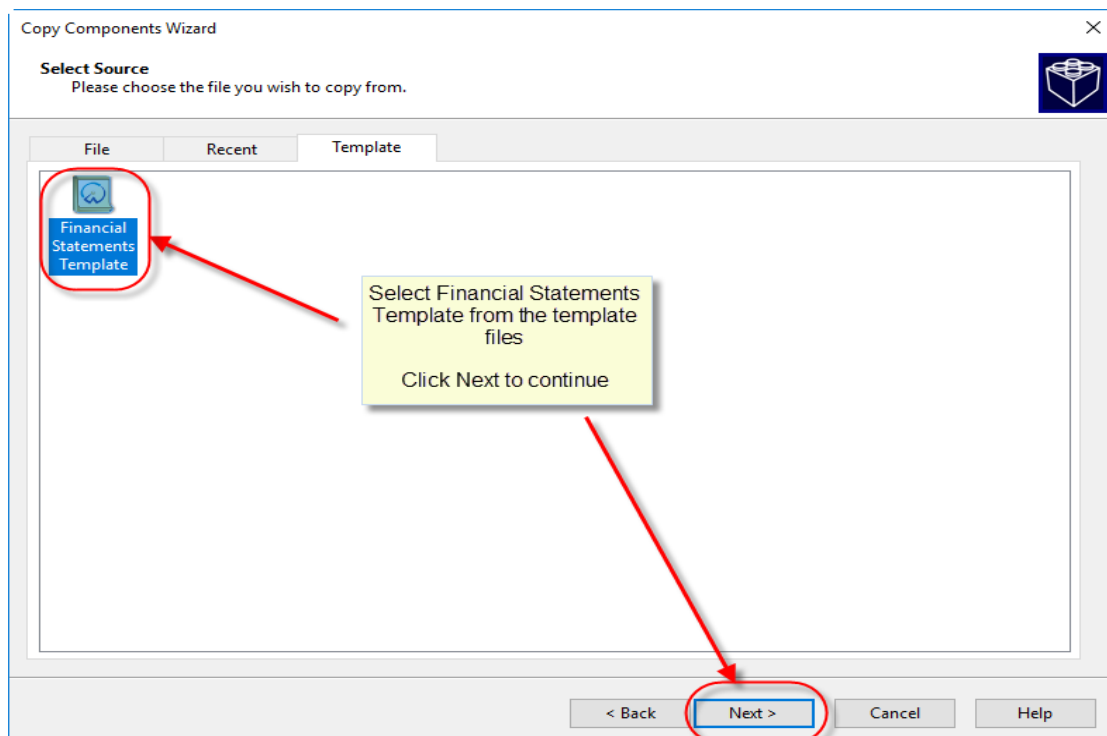 Copy Components Wizard
Select Source
Please choose the file you wish to copy from.
File
Recent
Template
Financial
Statements
Template
Select Financial Statements
Template from the template
files
Click Next to continue
< Back
Next >
Cancel
Help